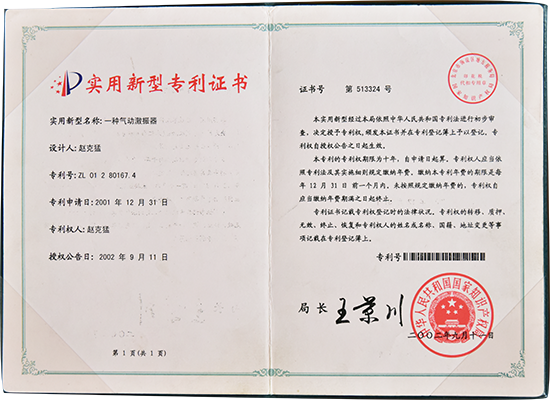 实用新型专利证书
实用新型名称：一种气动激振器
设计人：赵克猛
专利号：ZL 01 2 80167.4
专利申请日：2001 年 12 月 31 日
专利权人：赵克猛
授权公告日：2002 年 9 月 11 日
第 1 页(共 1 页)
证书号 第 513324 号
本实用新型经过本局依照中华人民共和国专利法进行初步审
查，决定授予专利权，颁发本证书并在专利登记簿上予以登记。专
利权自授权公告之日起生效。
本专利的专利权期限为十年，自申请日起算。专利权人应当依
照专利法及其实施细则规定缴纳年费。缴纳本专利年费的期限是每
年 12 月 31 日前一个月内。未按照规定缴纳年费的，专利权自
应当缴纳年费期满之日起终止。
专利证书记载专利权登记时的法律状况。专利权的转移、质押、
无效、终止、恢复和专利权人的姓名或名称、国籍、地址变更等事
项记载在专利登记簿上。
专利号
局长 王景川
中华人民共和国国家知识产权局
二〇〇二年九月十一日